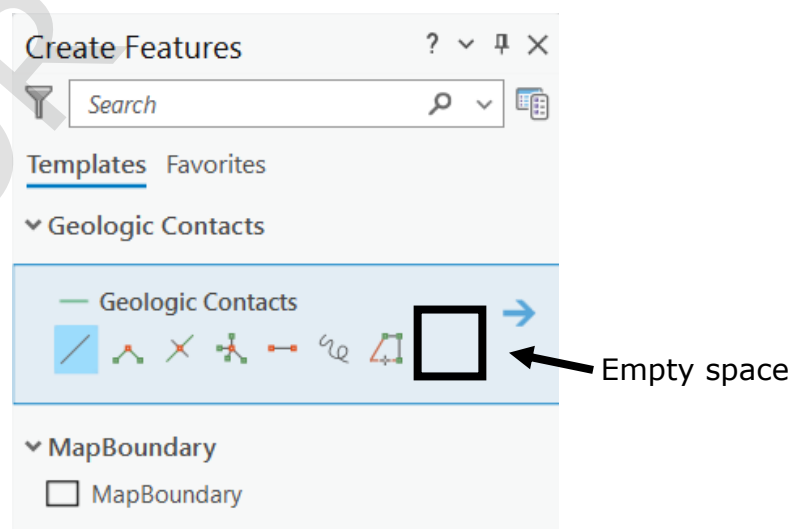 Create Features
?
Search
Templates Favorites
Geologic Contacts
Geologic Contacts
Empty space
MapBoundary
MapBoundary